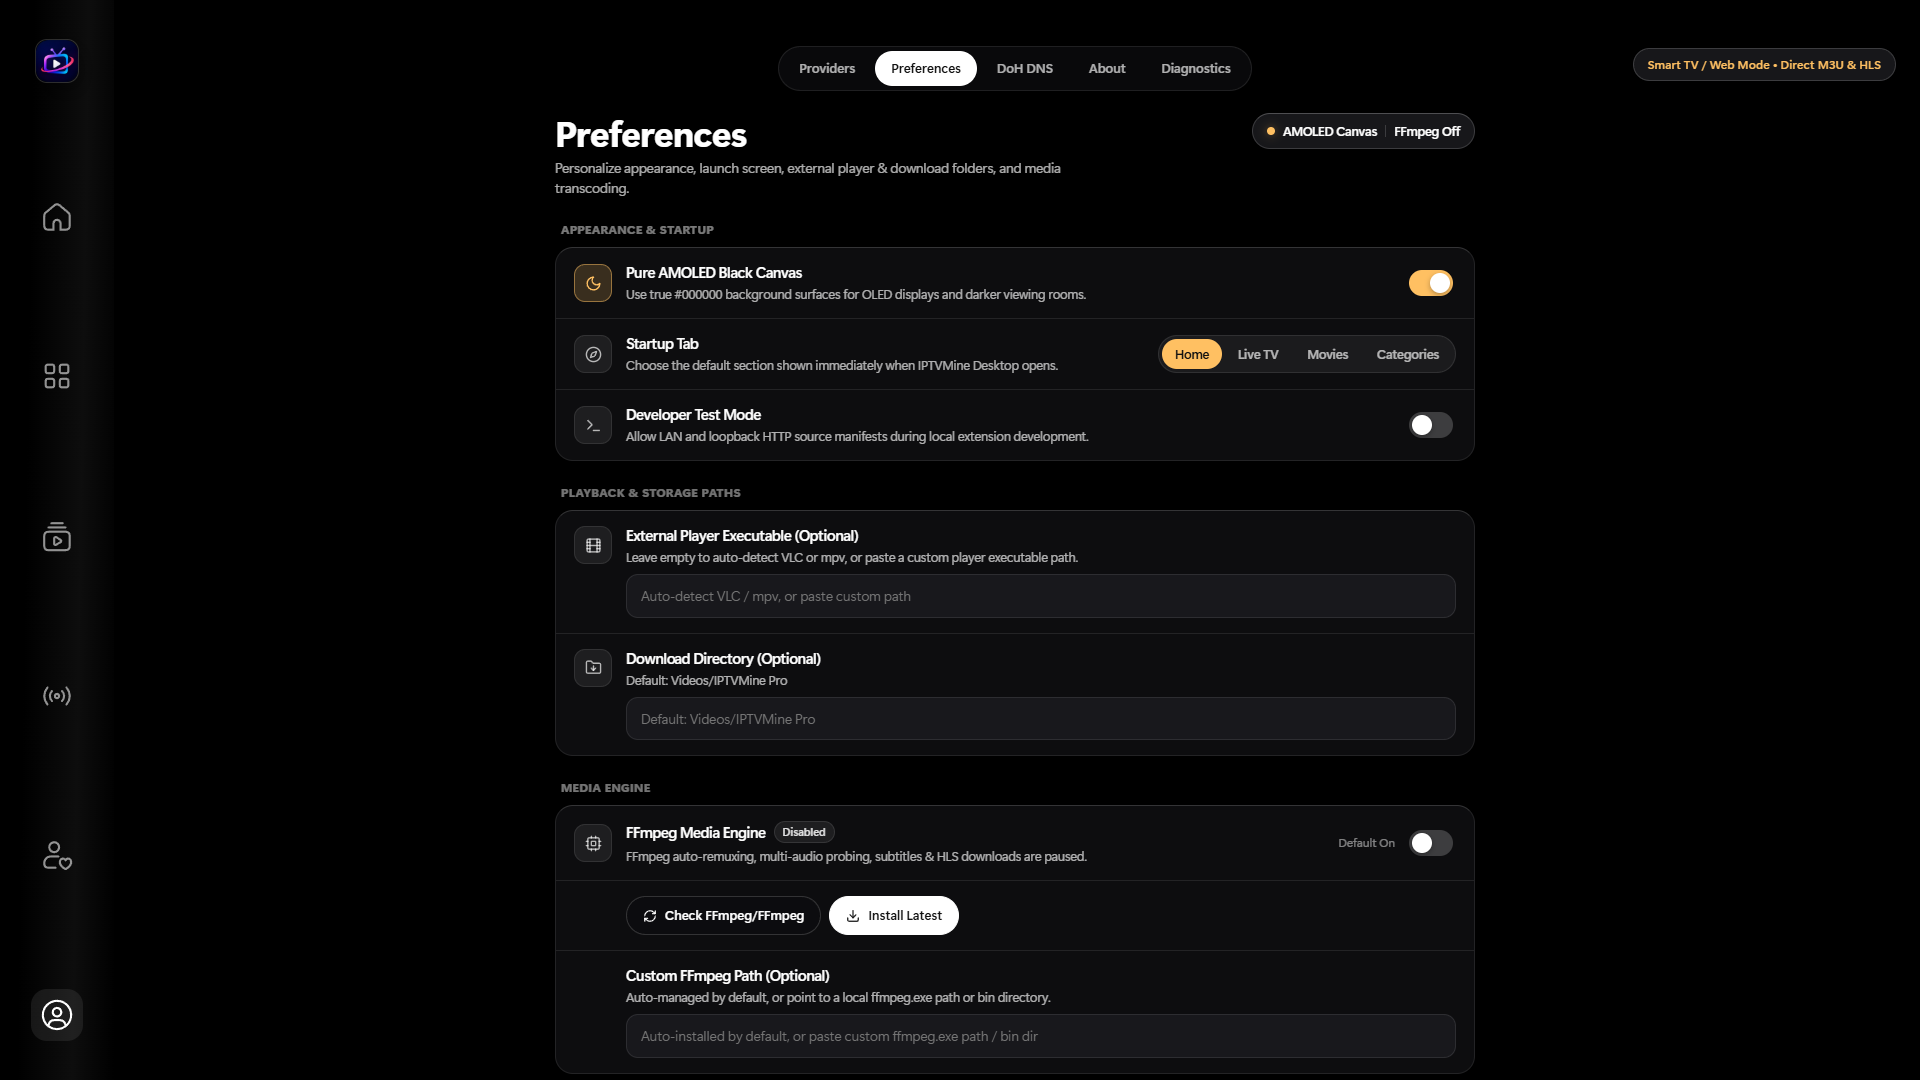 Providers
Preferences
DoH DNS
About
Diagnostics
Smart TV / Web Mode • Direct M3U & HLS
Preferences
AMOLED Canvas
FFmpeg Off
Personalize appearance, launch screen, external player & download folders, and media
transcoding.
APPEARANCE & STARTUP
Pure AMOLED Black Canvas
Use true #000000 background surfaces for OLED displays and darker viewing rooms.
Startup Tab
Choose the default section shown immediately when IPTVMine Desktop opens.
Home
Live TV
Movies
Categories
Developer Test Mode
Allow LAN and loopback HTTP source manifests during local extension development.
PLAYBACK & STORAGE PATHS
External Player Executable (Optional)
Leave empty to auto-detect VLC or mpv, or paste a custom player executable path.
Auto-detect VLC / mpv, or paste custom path
Download Directory (Optional)
Default: Videos/IPTVMine Pro
Default: Videos/IPTVMine Pro
MEDIA ENGINE
FFmpeg Media Engine
Disabled
FFmpeg auto-remuxing, multi-audio probing, subtitles & HLS downloads are paused.
Default On
Check FFmpeg/FFmpeg
Install Latest
Custom FFmpeg Path (Optional)
Auto-managed by default, or point to a local ffmpeg.exe path or bin directory.
Auto-installed by default, or paste custom ffmpeg.exe path / bin dir